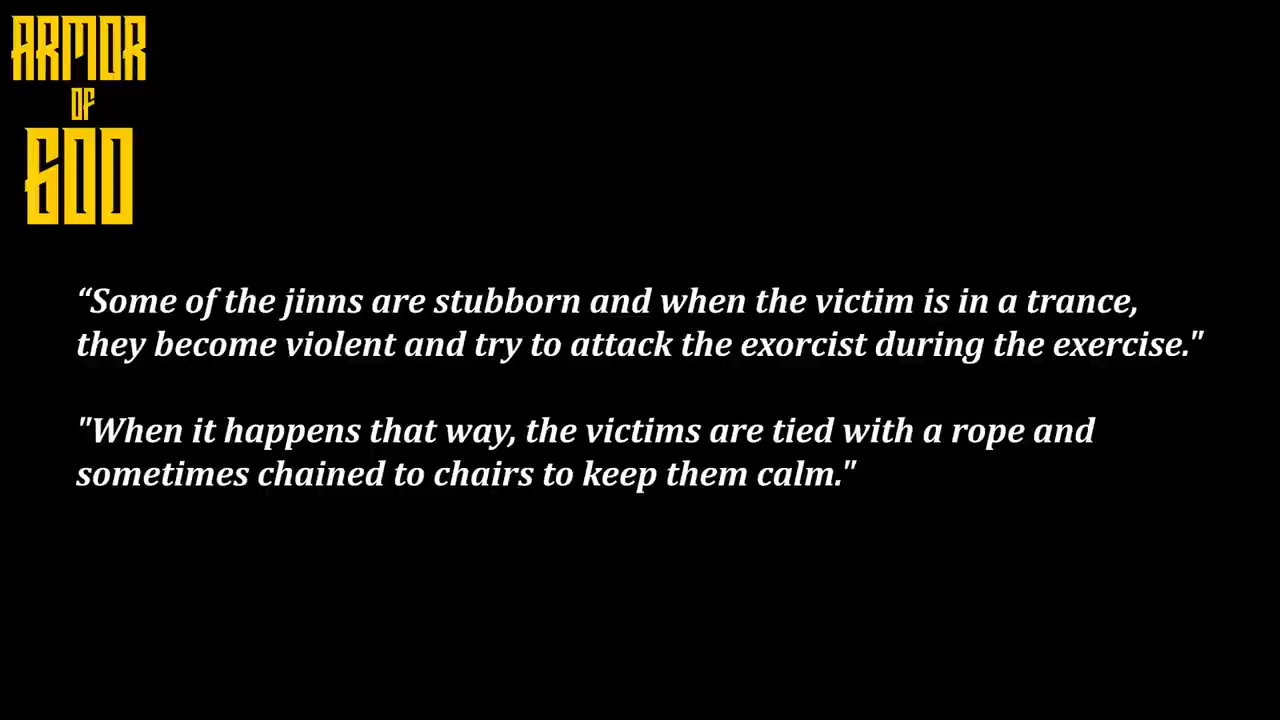 ARMOR
OF
GOD
“Some of the jinns are stubborn and when the victim is in a trance,
they become violent and try to attack the exorcist during the exercise."
"When it happens that way, the victims are tied with a rope and
sometimes chained to chairs to keep them calm."